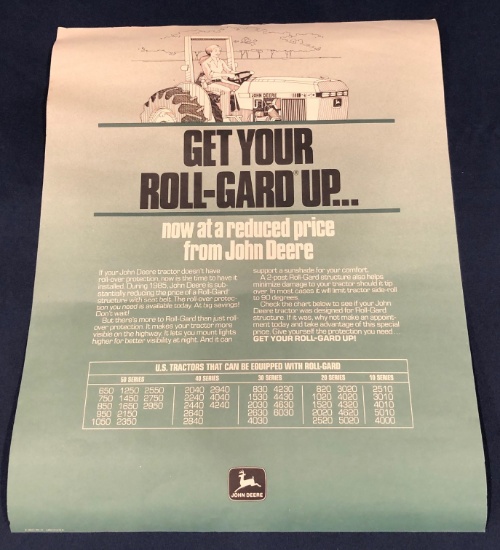 JOHN DEERE
GET YOUR
ROLL-GARD® UP...
now at a reduced price
from John Deere
If your John Deere tractor doesn't have
roll-over protection, now is the time to have it
installed. During 1985, John Deere is sub-
stantially reducing the price of a Roll-Gard
structure with seat belt. The roll-over protec-
tion you need is available today. At big savings!
Don't wait!
But there's more to Roll-Gard than just roll-
over protection. It makes your tractor more
visible on the highway. It lets you mount lights
higher for better visibility at night. And it can
support a sunshade for your comfort.
A 2-post Roll-Gard structure also helps
minimize damage to your tractor should it tip
over. In most cases it will limit tractor side-roll
to 90 degrees.
Check the chart below to see if your John
Deere tractor was designed for Roll-Gard
structure. If it was, why not make an appoint-
ment today and take advantage of this special
price. Give yourself the protection you need...
GET YOUR ROLL-GARD UP!
U.S. TRACTORS THAT CAN BE EQUIPPED WITH ROLL-GARD
50 SERIES 40 SERIES 30 SERIES 20 SERIES 10 SERIES
650 1250 2550 2040 2940 830 4230 820 3020 2510
750 1450 2750 2240 4040 1530 4430 1020 4020 3010
850 1650 2950 2440 4240 2030 4630 1520 4320 4010
950 2150 2640 2630 6030 2020 4620 5010
1050 2350 2840 4030 2520 5020 4000
JOHN DEERE